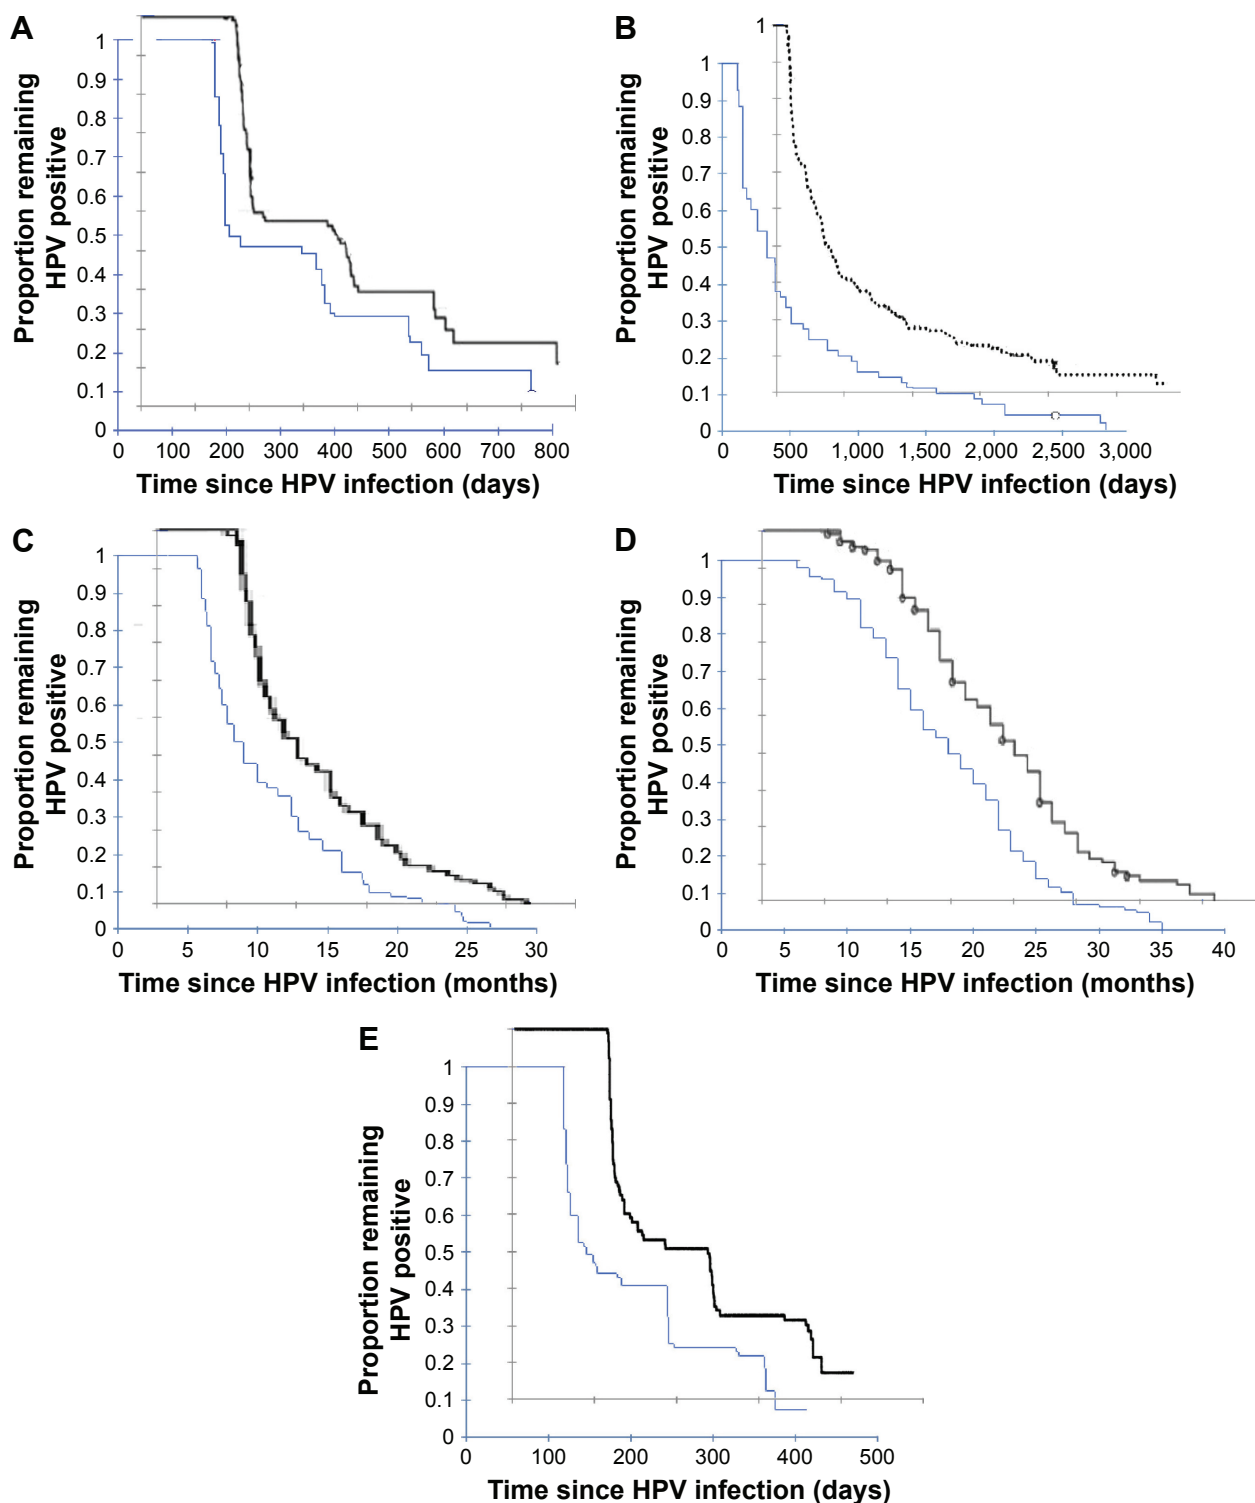 A
Proportion remaining
HPV positive
1
0.9
0.8
0.7
0.6
0.5
0.4
0.3
0.2
0.1
0
0 100 200 300 400 500 600 700 800
Time since HPV infection (days)
B
Proportion remaining
HPV positive
1
1
0.9
0.8
0.7
0.6
0.5
0.4
0.3
0.2
0.1
0
0 500 1,000 1,500 2,000 2,500 3,000
Time since HPV infection (days)
C
Proportion remaining
HPV positive
1
0.9
0.8
0.7
0.6
0.5
0.4
0.3
0.2
0.1
0
0 5 10 15 20 25 30
Time since HPV infection (months)
D
Proportion remaining
HPV positive
1
0.9
0.8
0.7
0.6
0.5
0.4
0.3
0.2
0.1
0
0 5 10 15 20 25 30 35 40
Time since HPV infection (months)
E
Proportion remaining
HPV positive
1
0.9
0.8
0.7
0.6
0.5
0.4
0.3
0.2
0.1
0
0 100 200 300 400 500
Time since HPV infection (days)